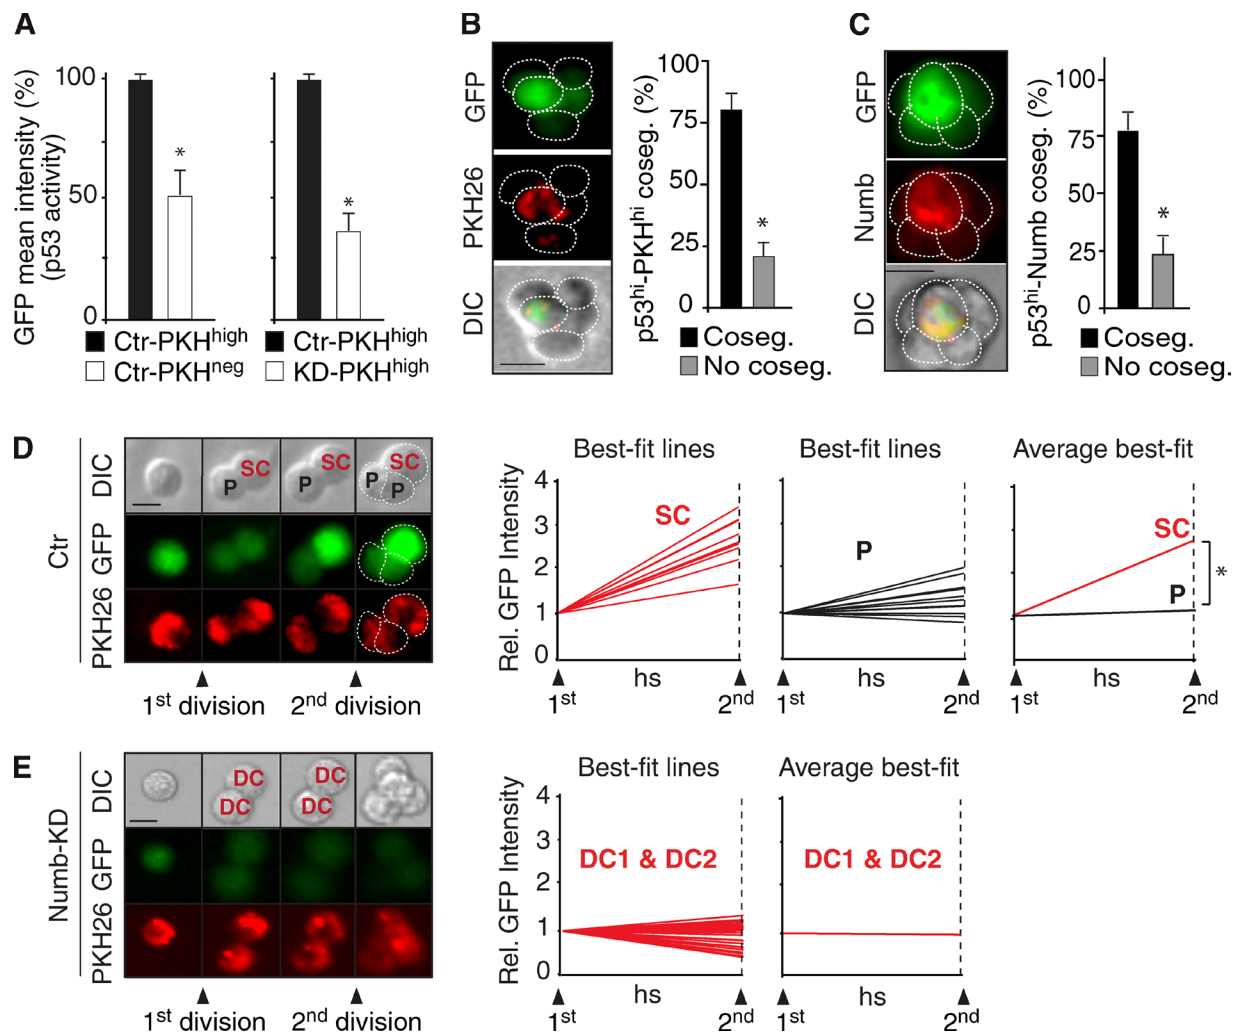 A
GFP mean intensity (%)
(p53 activity)
100
50
0
*
*
Ctr-PKHhigh
Ctr-PKHneg
Ctr-PKHhigh
KD-PKHhigh
B
GFP
PKH26
DIC
p53hi-PKHhi coseg. (%)
100
75
50
25
0
*
Coseg.
No coseg.
C
GFP
Numb
DIC
p53hi-Numb coseg. (%)
100
75
50
25
0
*
Coseg.
No coseg.
D
Ctr
DIC
GFP
PKH26
SC
P
SC
P
SC
P
P
1st division
2nd division
Best-fit lines
Rel. GFP Intensity
4
3
2
1
0
SC
hs
1st
2nd
Best-fit lines
P
hs
1st
2nd
Average best-fit
SC
P
*
hs
1st
2nd
E
Numb-KD
DIC
GFP
PKH26
DC
DC
DC
DC
1st division
2nd division
Best-fit lines
Rel. GFP Intensity
4
3
2
1
0
DC1 & DC2
hs
1st
2nd
Average best-fit
DC1 & DC2
hs
1st
2nd